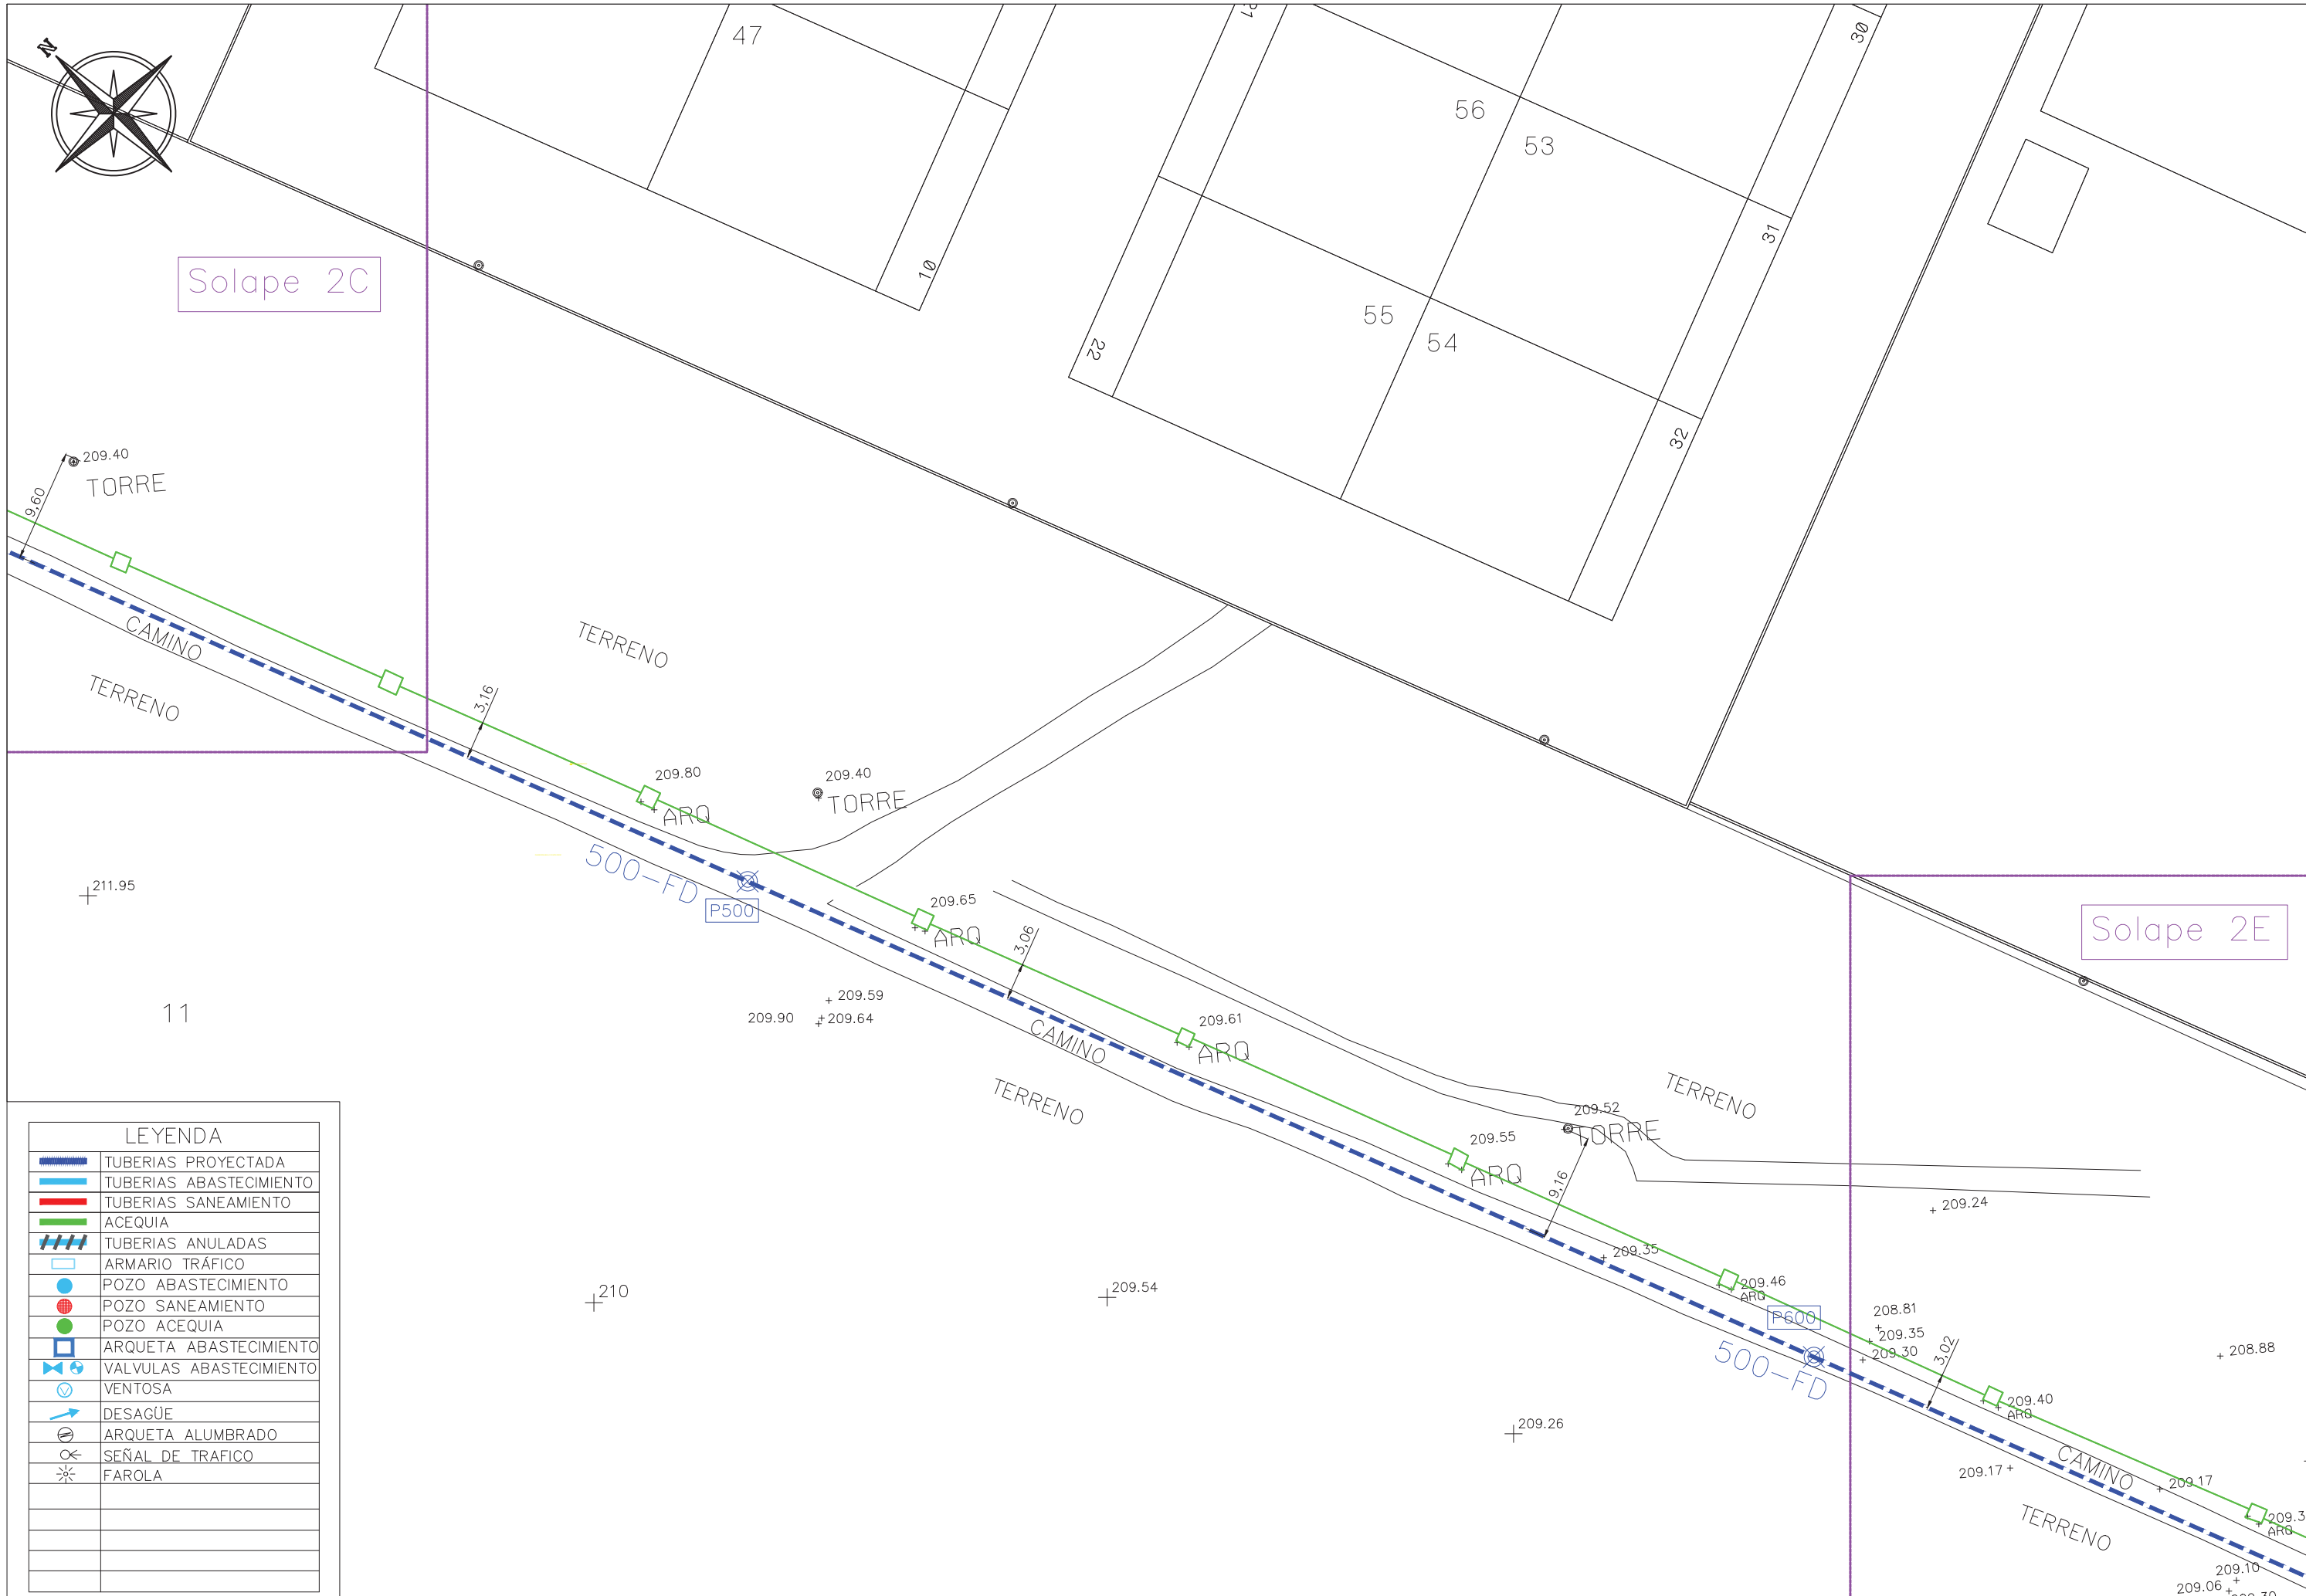 N
47
21
30
56
53
31
10
Solape 2C
55
54
22
32
209.40
TORRE
9,60
CAMINO
TERRENO
TERRENO
3,16
209.80
ARQ
209.40
TORRE
500-FD
P500
211.95
209.65
ARQ
3,06
Solape 2E
11
209.59
209.90
209.64
CAMINO
209.61
ARQ
TERRENO
TERRENO
209.52
TORRE
209.55
ARQ
9,16
209.24
209.35
210
209.54
209.46
ARQ
P600
208.81
209.35
209.30
500-FD
3,02
208.88
209.40
ARQ
209.26
CAMINO
209.17
209.17
TERRENO
209.3
ARQ
209.10
209.06
LEYENDA
TUBERIAS PROYECTADA
TUBERIAS ABASTECIMIENTO
TUBERIAS SANEAMIENTO
ACEQUIA
TUBERIAS ANULADAS
ARMARIO TRÁFICO
POZO ABASTECIMIENTO
POZO SANEAMIENTO
POZO ACEQUIA
ARQUETA ABASTECIMIENTO
VALVULAS ABASTECIMIENTO
VENTOSA
DESAGÜE
ARQUETA ALUMBRADO
SEÑAL DE TRAFICO
FAROLA